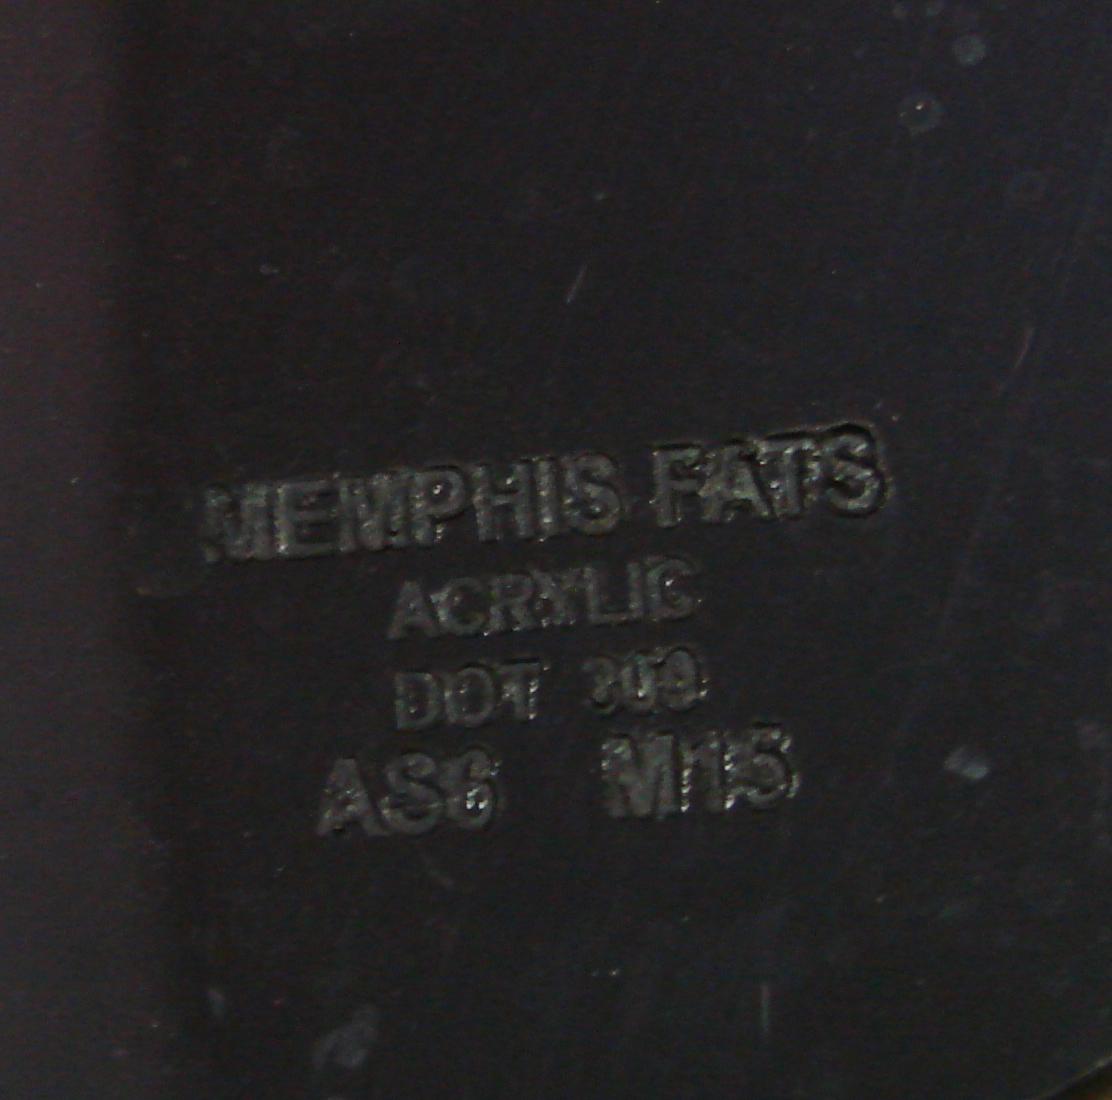 MEMPHIS FATS
ACRYLIC
DOT 309
AS6 M115